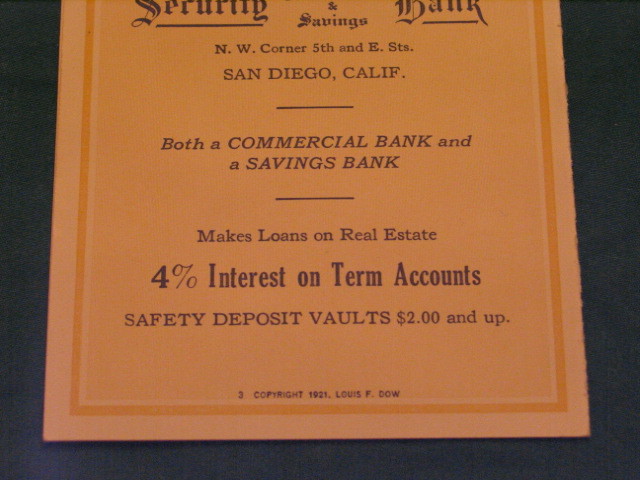 Security & Savings Bank
N. W. Corner 5th and E. Sts.
SAN DIEGO, CALIF.
Both a COMMERCIAL BANK and
a SAVINGS BANK
Makes Loans on Real Estate
4% Interest on Term Accounts
SAFETY DEPOSIT VAULTS $2.00 and up.
3 COPYRIGHT 1921, LOUIS F. DOW